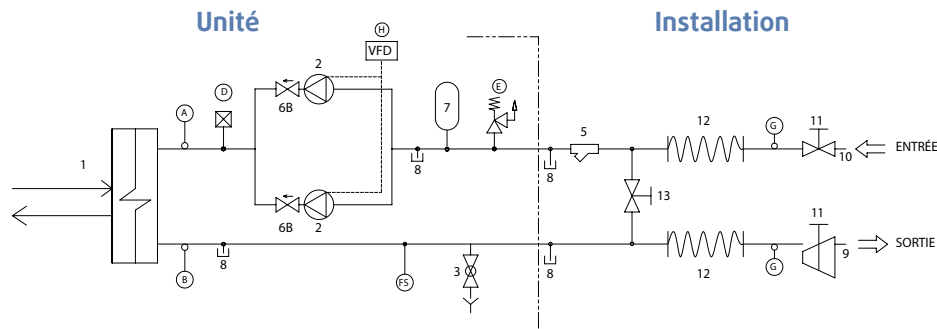 Unité Installation
H
VFD
2
D
A
6B
E
7
5
12
G
11
1
8
8
10 ENTRÉE
13
6B
2
11
B
8
FS
3
8
12
G
9
SORTIE